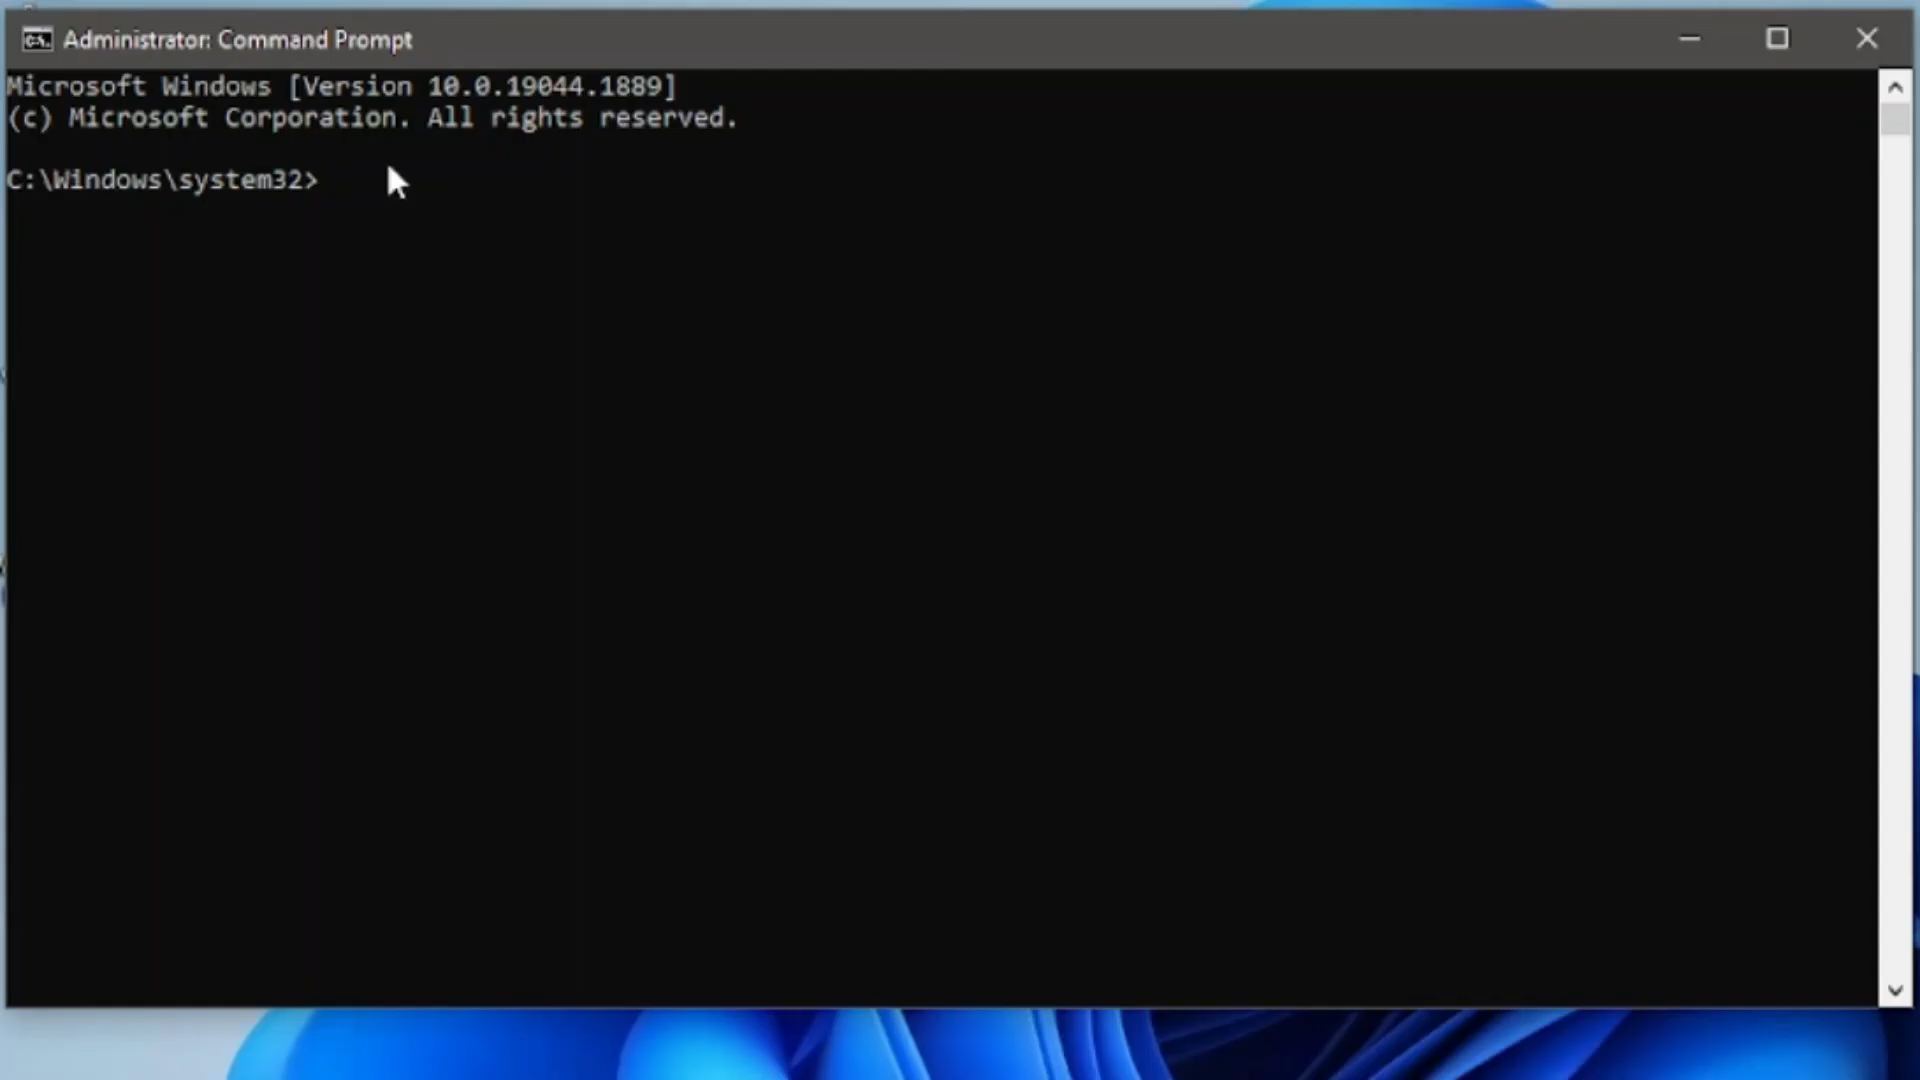 Administrator: Command Prompt
Microsoft Windows [Version 10.0.19044.1889]
(c) Microsoft Corporation. All rights reserved.
C:\Windows\system32>